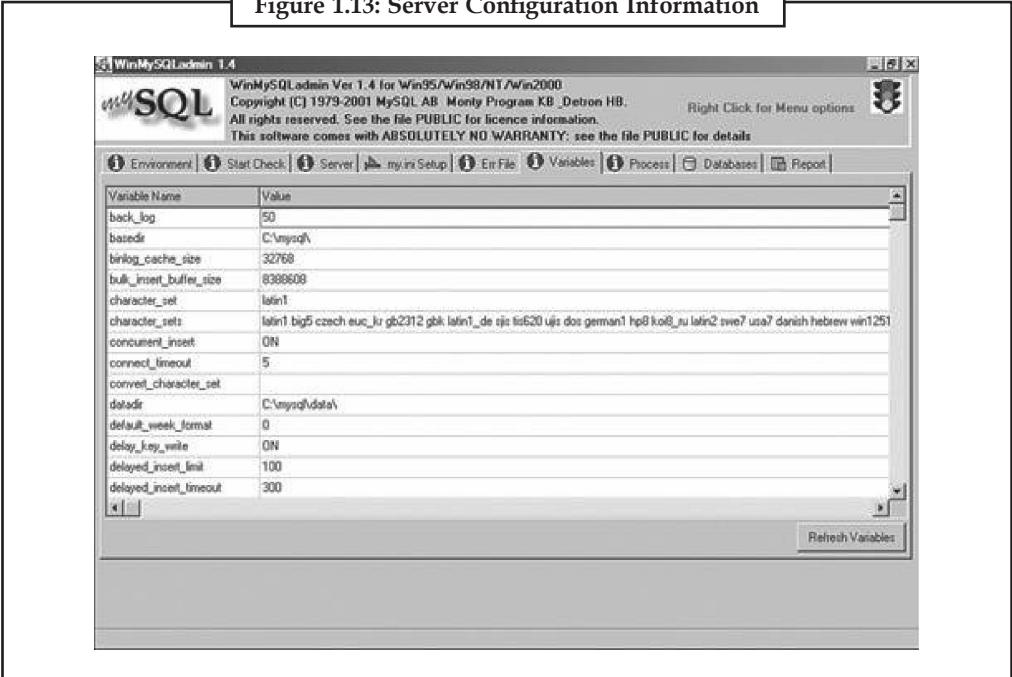 Figure 1.13: Server Configuration Information
WinMySQLadmin 1.4
mySQL
WinMySQLadmin Ver 1.4 for Win95/Win98/NT/Win2000
Copyright (C) 1979-2001 MySQL AB Monty Program KB _Detron HB.
All rights reserved. See the file PUBLIC for licence information.
This software comes with ABSOLUTELY NO WARRANTY: see the file PUBLIC for details
Right Click for Menu options
Environment Start Check Server my.ini Setup Err File Variables Process Databases Report
Variable Name Value
back_log 50
basedir C:\mysql\
binlog_cache_size 32768
bulk_insert_buffer_size 8388608
character_set latin1
character_sets latin1 big5 czech euc_kr gb2312 gbk latin1_de sjis tis620 ujis dos german1 hp8 koi8_ru latin2 swe7 usa7 danish hebrew win1251
concurrent_insert ON
connect_timeout 5
convert_character_set
datadir C:\mysql\data\
default_week_format 0
delay_key_write ON
delayed_insert_limit 100
delayed_insert_timeout 300
Refresh Variables